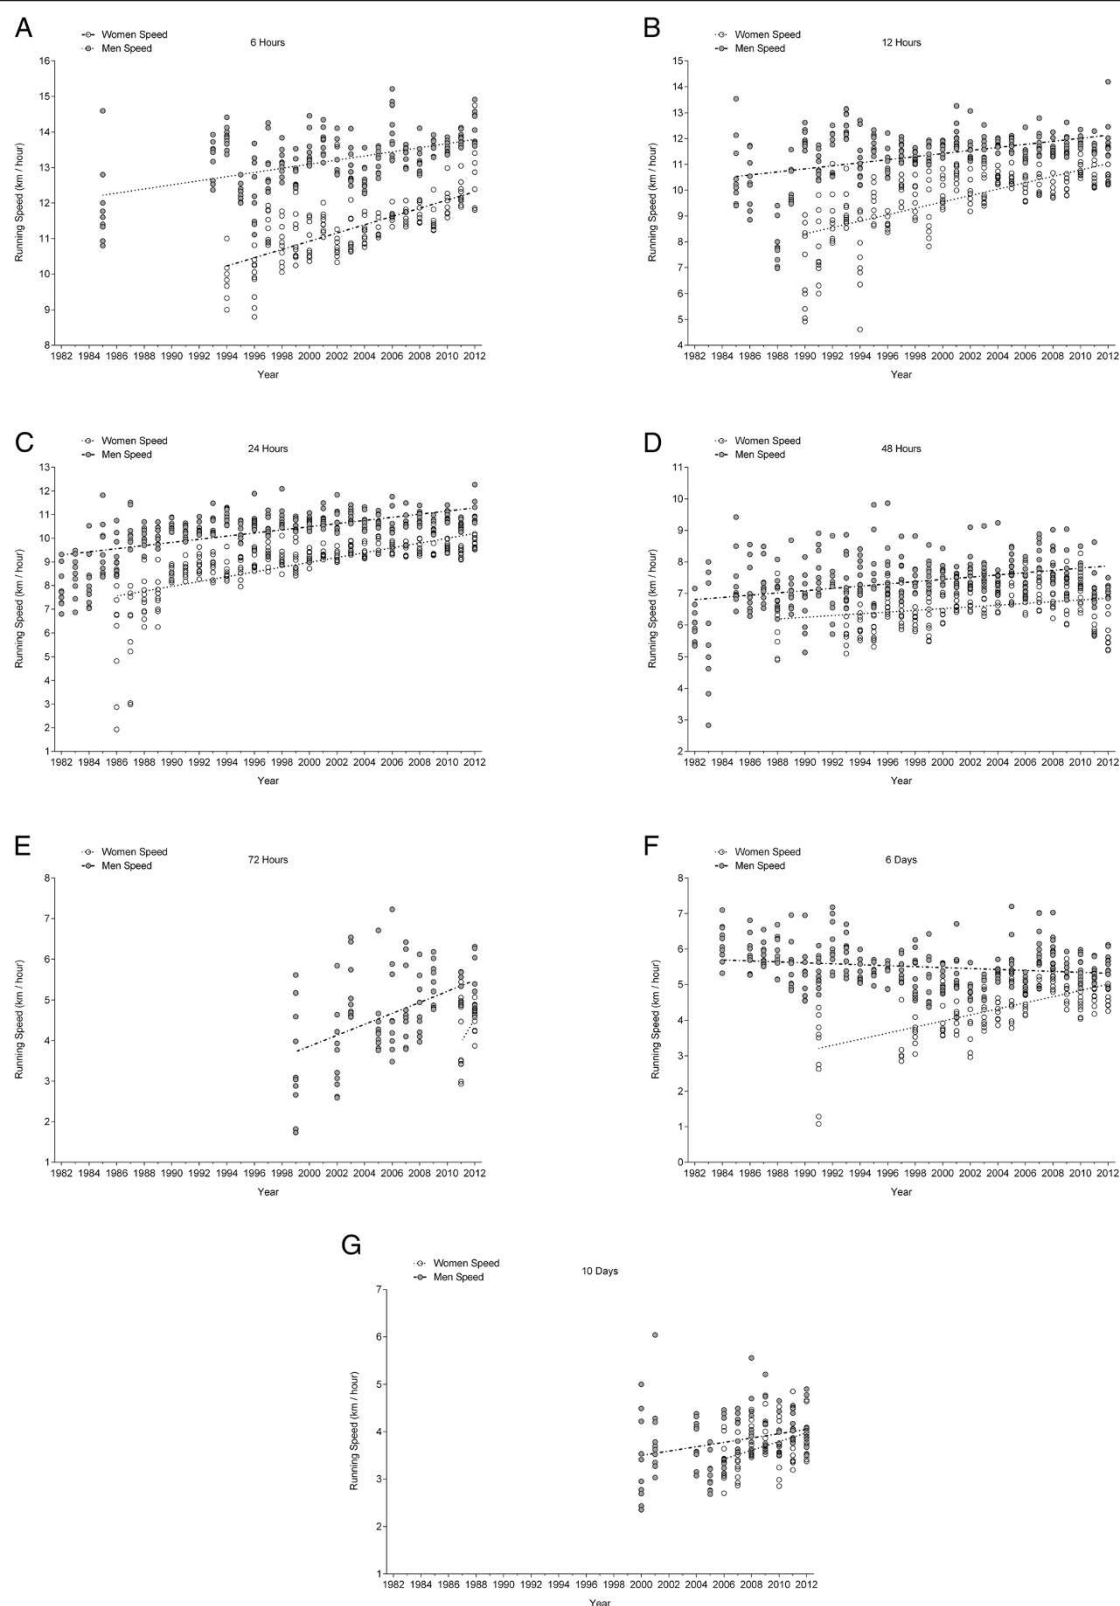 A
Women Speed
Men Speed
6 Hours
16
15
14
13
12
11
10
9
8
Running Speed (km / hour)
1982 1984 1986 1988 1990 1992 1994 1996 1998 2000 2002 2004 2006 2008 2010 2012
Year
B
Women Speed
Men Speed
12 Hours
15
14
13
12
11
10
9
8
7
6
5
4
Running Speed (km / hour)
1982 1984 1986 1988 1990 1992 1994 1996 1998 2000 2002 2004 2006 2008 2010 2012
Year
C
Women Speed
Men Speed
24 Hours
13
12
11
10
9
8
7
6
5
4
3
2
1
Running Speed (km / hour)
1982 1984 1986 1988 1990 1992 1994 1996 1998 2000 2002 2004 2006 2008 2010 2012
Year
D
Women Speed
Men Speed
48 Hours
11
10
9
8
7
6
5
4
3
2
Running Speed (km / hour)
1982 1984 1986 1988 1990 1992 1994 1996 1998 2000 2002 2004 2006 2008 2010 2012
Year
E
Women Speed
Men Speed
72 Hours
8
7
6
5
4
3
2
1
Running Speed (km / hour)
1982 1984 1986 1988 1990 1992 1994 1996 1998 2000 2002 2004 2006 2008 2010 2012
Year
F
Women Speed
Men Speed
6 Days
8
7
6
5
4
3
2
1
0
Running Speed (km / hour)
1982 1984 1986 1988 1990 1992 1994 1996 1998 2000 2002 2004 2006 2008 2010 2012
Year
G
Women Speed
Men Speed
10 Days
7
6
5
4
3
2
1
Running Speed (km / hour)
1982 1984 1986 1988 1990 1992 1994 1996 1998 2000 2002 2004 2006 2008 2010 2012
Year